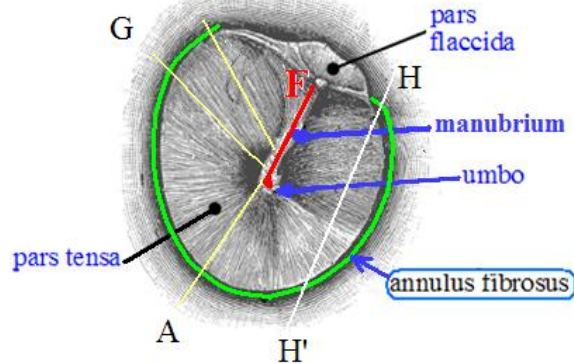 G
pars
flaccida
F
H
manubrium
umbo
pars tensa
annulus fibrosus
A
H'